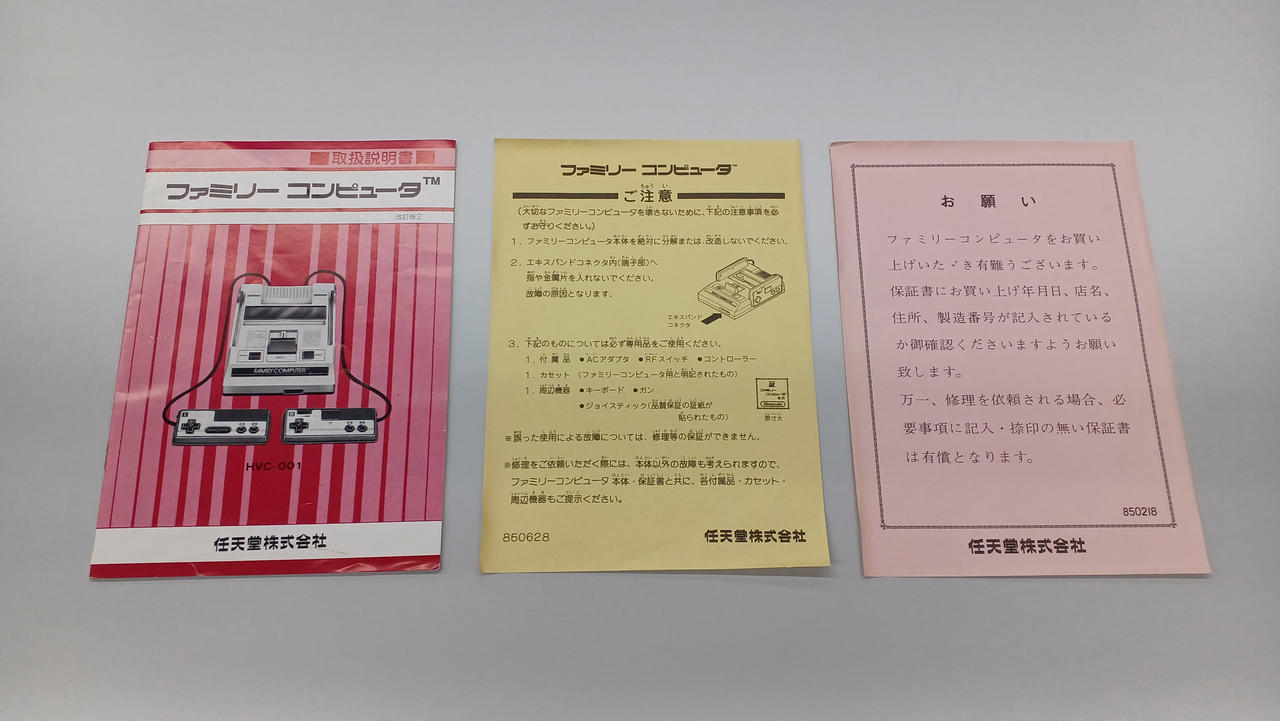 取扱説明書
ファミリー コンピュータ™
改訂版2
FAMILY COMPUTER
I
II
HVC-001
任天堂株式会社
ファミリー コンピュータ™
ご注意
(大切なファミリーコンピュータを壊さないために、下記の注意事項を必
ずお守りください。)
1. ファミリーコンピュータ本体を絶対に分解または、改造しないでください。
2. エキスパンドコネクタ内(端子部)へ
指や金属片を入れないでください。
故障の原因となります。
エキスパンド
コネクタ
3. 下記のものについては必ず専用品をご使用ください。
1. 付属品 ●ACアダプタ ●RFスイッチ ●コントローラー
1. カセット (ファミリーコンピュータ用と明記されたもの)
1. 周辺機器 ●キーボード ●ガン
●ジョイスティック(品質保証の証紙が
貼られたもの)
証
ファミリー
コンピュータ
Nintendo
原寸大
※誤った使用による故障については、修理等の保証ができません。
※修理をご依頼いただく際には、本体以外の故障も考えられますので、
ファミリーコンピュータ本体・保証書と共に、各付属品・カセット・
周辺機器もご提示ください。
850628
任天堂株式会社
お願い
ファミリーコンピュータをお買い
上げいたゞき有難うございます。
保証書にお買い上げ年月日、店名、
住所、製造番号が記入されている
か御確認くださいますようお願い
致します。
万一、修理を依頼される場合、必
要事項に記入・捺印の無い保証書
は有償となります。
850218
任天堂株式会社